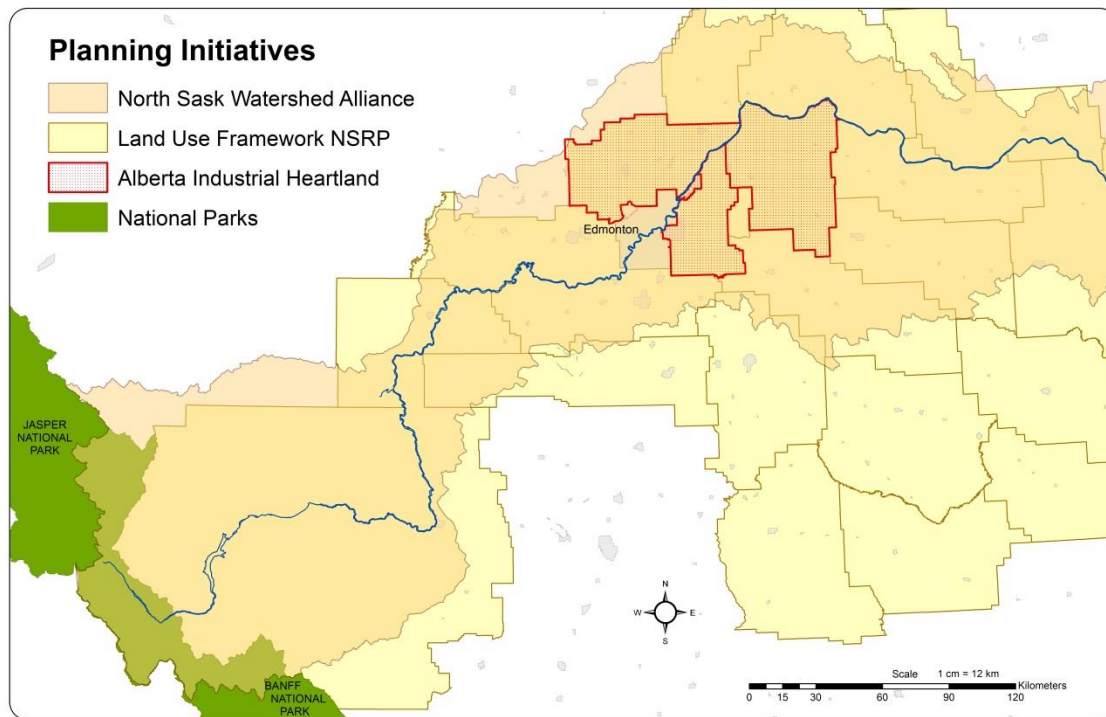 Planning Initiatives
North Sask Watershed Alliance
Land Use Framework NSRP
Alberta Industrial Heartland
National Parks
Edmonton
JASPER
NATIONAL
PARK
BANFF
NATIONAL
PARK
N
W E
S
Scale 1 cm = 12 km
Kilometers
0 15 30 60 90 120